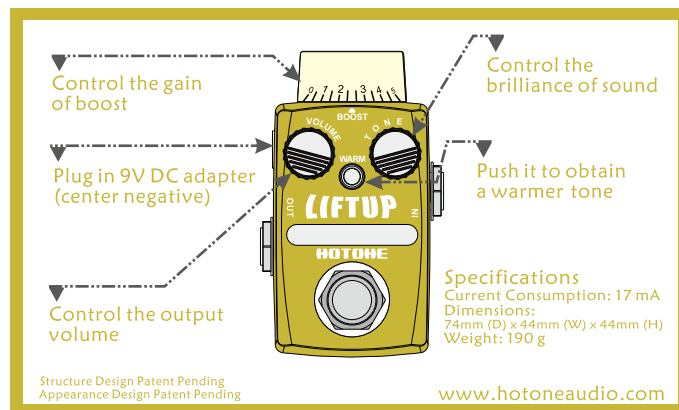 Control the gain
of boost
Control the
brilliance of sound
0 1 2 3 4 5
BOOST
VOLUME
TONE
WARM
Plug in 9V DC adapter
(center negative)
Push it to obtain
a warmer tone
OUT
LIFTUP
IN
HOTONE
Control the output
volume
Specifications
Current Consumption: 17 mA
Dimensions:
74mm (D) x 44mm (W) x 44mm (H)
Weight: 190 g
Structure Design Patent Pending
Appearance Design Patent Pending
www.hotoneaudio.com